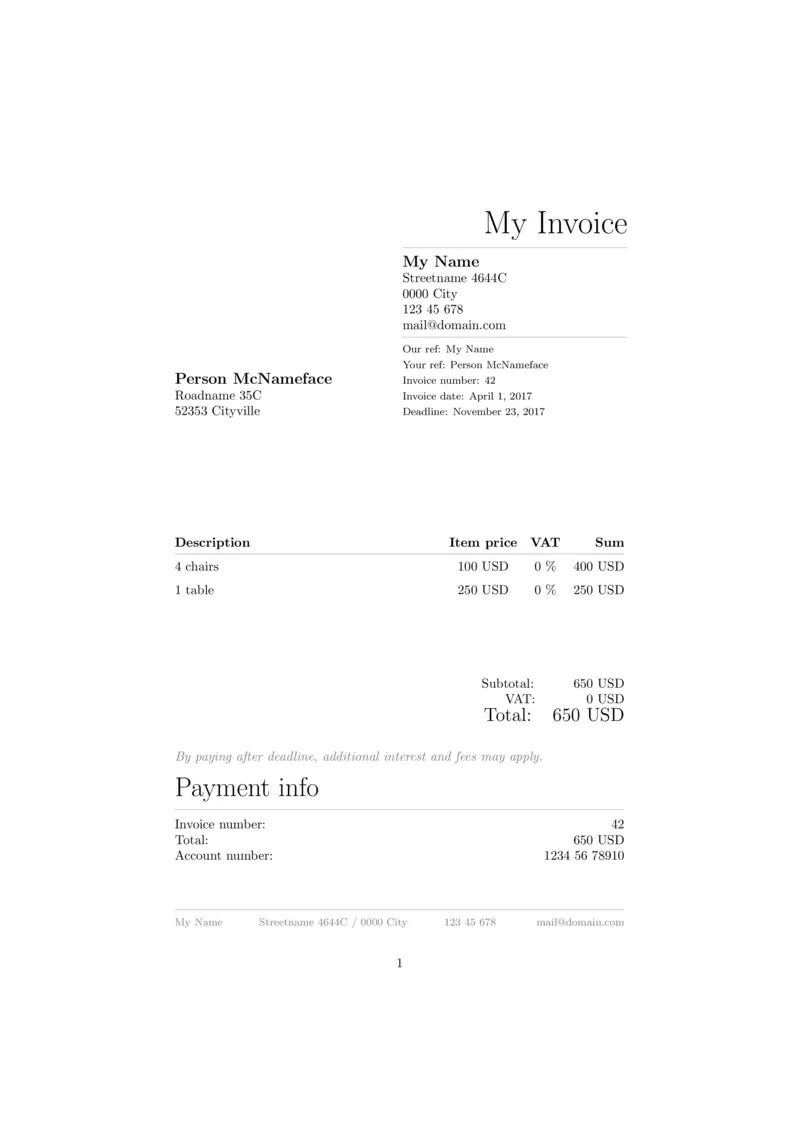 My Invoice
My Name
Streetname 4644C
0000 City
123 45 678
mail@domain.com
Our ref: My Name
Your ref: Person McNameface
Invoice number: 42
Invoice date: April 1, 2017
Deadline: November 23, 2017
Person McNameface
Roadname 35C
52353 Cityville
Description Item price VAT Sum
4 chairs 100 USD 0 % 400 USD
1 table 250 USD 0 % 250 USD
Subtotal: 650 USD
VAT: 0 USD
Total: 650 USD
By paying after deadline, additional interest and fees may apply.
Payment info
Invoice number: 42
Total: 650 USD
Account number: 1234 56 78910
My Name Streetname 4644C / 0000 City 123 45 678 mail@domain.com
1